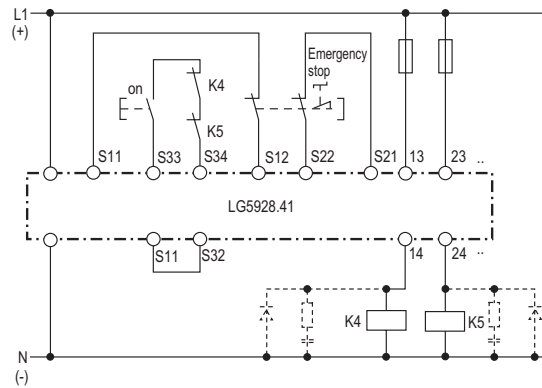 L1
(+)
Emergency
stop
on
K4
K5
S11
S33
S34
S12
S22
S21
13
23
..
LG5928.41
S11
S32
14
24
..
K4
K5
N
(-)